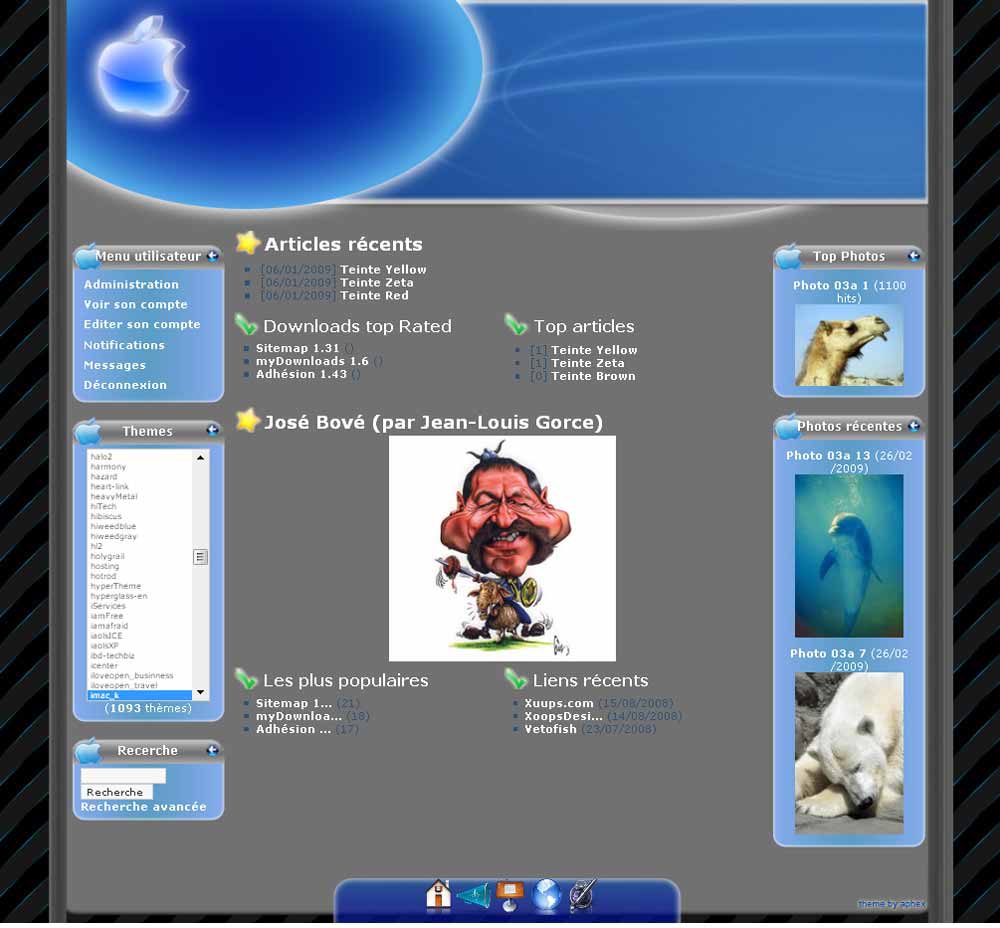 Menu utilisateur
Administration
Voir son compte
Editer son compte
Notifications
Messages
Déconnexion
Themes
halo2
harmony
hazard
heart-link
heavyMetal
hiTech
hibiscus
hiweedblue
hiweedgray
hl2
holygrail
hosting
hotrod
hyperTheme
hyperglass-en
iServices
iamFree
iamafraid
iaolsICE
iaolsXP
ibd-techbiz
icenter
iloveopen_businness
iloveopen_travel
imac_k
(1093 thèmes)
Recerche
Recherche
Recherche avancée
Articles récents
[06/01/2009] Teinte Yellow
[06/01/2009] Teinte Zeta
[06/01/2009] Teinte Red
Downloads top Rated
Sitemap 1.31 ()
myDownloads 1.6 ()
Adhésion 1.43 ()
Top articles
[1] Teinte Yellow
[1] Teinte Zeta
[0] Teinte Brown
José Bové (par Jean-Louis Gorce)
Les plus populaires
Sitemap 1... (21)
myDownloa... (18)
Adhésion ... (17)
Liens récents
Xuups.com (15/08/2008)
XoopsDesi... (14/08/2008)
Vetofish (23/07/2008)
Top Photos
Photo 03a 1 (1100
hits)
Photos récentes
Photo 03a 13 (26/02
/2009)
Photo 03a 7 (26/02
/2009)
theme by aphex